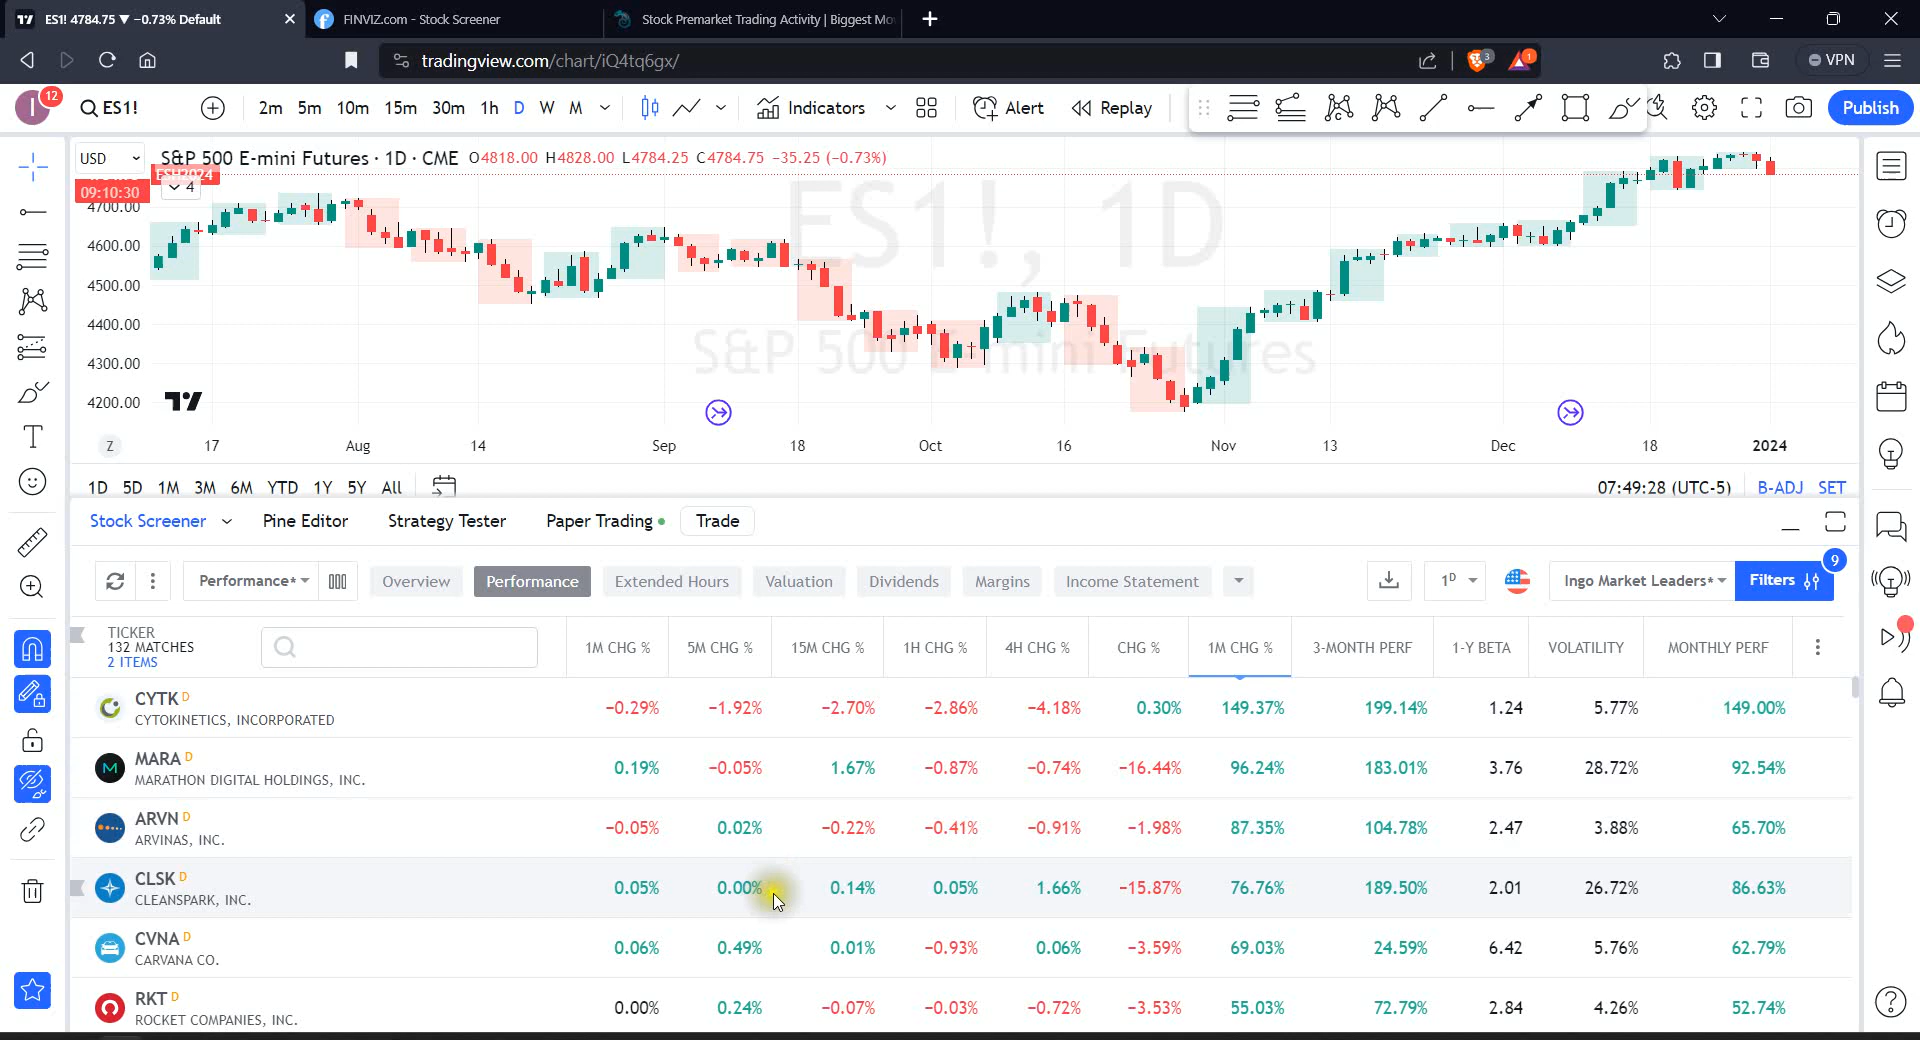 ES1! 4784.75 ▼ −0.73% Default
FINVIZ.com - Stock Screener
Stock Premarket Trading Activity | Biggest Mo
tradingview.com/chart/iQ4tq6gx/
3
1
VPN
I
12
ES1!
2m 5m 10m 15m 30m 1h D W M
Indicators
Alert
Replay
Publish
USD
S&P 500 E-mini Futures · 1D · CME O4818.00 H4828.00 L4784.25 C4784.75 −35.25 (−0.73%)
ESH2024
09:10:30
4
ES1!, 1D
S&P 500 E-mini Futures
4700.00
4600.00
4500.00
4400.00
4300.00
4200.00
Z
17 Aug 14 Sep 18 Oct 16 Nov 13 Dec 18 2024
1D 5D 1M 3M 6M YTD 1Y 5Y All
07:49:28 (UTC-5) B-ADJ SET
Stock Screener Pine Editor Strategy Tester Paper Trading Trade
Performance*
Overview Performance Extended Hours Valuation Dividends Margins Income Statement
1D
Ingo Market Leaders*
Filters
9
TICKER
132 MATCHES
2 ITEMS
1M CHG % 5M CHG % 15M CHG % 1H CHG % 4H CHG % CHG % 1M CHG % 3-MONTH PERF 1-Y BETA VOLATILITY MONTHLY PERF
CYTK D
CYTOKINETICS, INCORPORATED
−0.29% −1.92% −2.70% −2.86% −4.18% 0.30% 149.37% 199.14% 1.24 5.77% 149.00%
MARA D
MARATHON DIGITAL HOLDINGS, INC.
0.19% −0.05% 1.67% −0.87% −0.74% −16.44% 96.24% 183.01% 3.76 28.72% 92.54%
ARVN D
ARVINAS, INC.
−0.05% 0.02% −0.22% −0.41% −0.91% −1.98% 87.35% 104.78% 2.47 3.88% 65.70%
CLSK D
CLEANSPARK, INC.
0.05% 0.00% 0.14% 0.05% 1.66% −15.87% 76.76% 189.50% 2.01 26.72% 86.63%
CVNA D
CARVANA CO.
0.06% 0.49% 0.01% −0.93% 0.06% −3.59% 69.03% 24.59% 6.42 5.76% 62.79%
RKT D
ROCKET COMPANIES, INC.
0.00% 0.24% −0.07% −0.03% −0.72% −3.53% 55.03% 72.79% 2.84 4.26% 52.74%